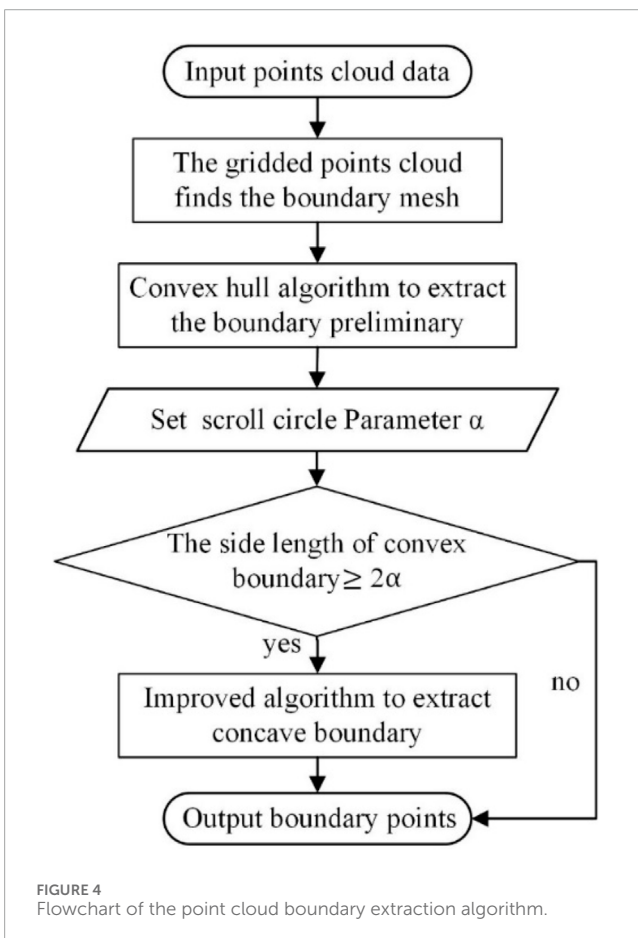 Input points cloud data
The gridded points cloud
finds the boundary mesh
Convex hull algorithm to extract
the boundary preliminary
Set scroll circle Parameter α
The side length of convex
boundary≥ 2α
yes
no
Improved algorithm to extract
concave boundary
Output boundary points
FIGURE 4
Flowchart of the point cloud boundary extraction algorithm.